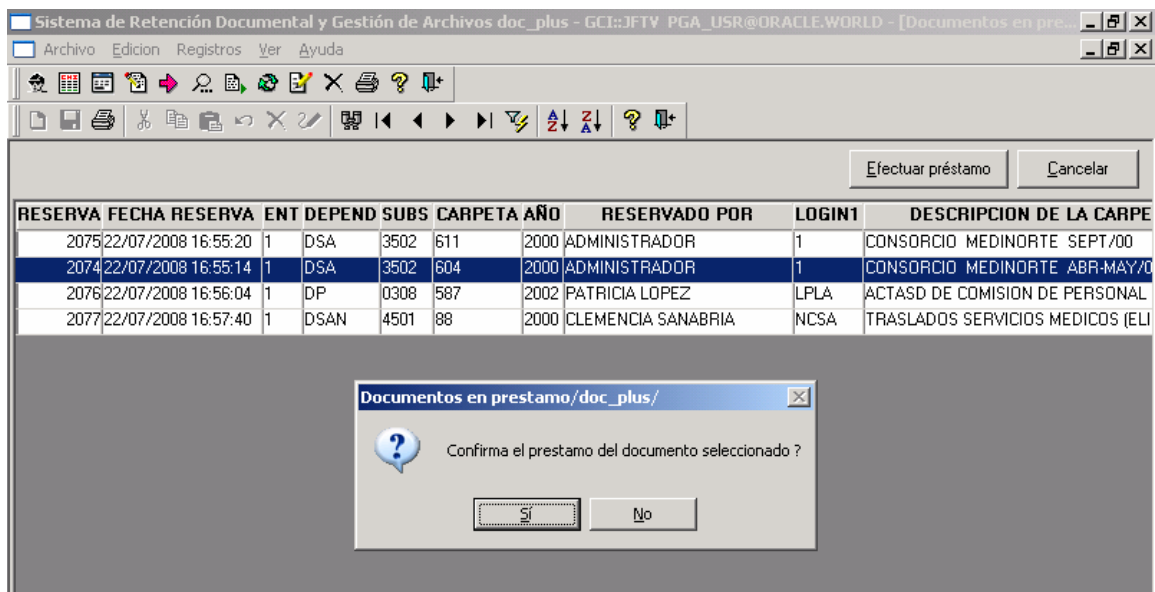 Sistema de Retención Documental y Gestión de Archivos doc_plus - GCI::JFTV PGA_USR@ORACLE.WORLD - [Documentos en pre...
Archivo Edicion Registros Ver Ayuda
Efectuar préstamo Cancelar
RESERVA FECHA RESERVA ENT DEPEND SUBS CARPETA AÑO RESERVADO POR LOGIN1 DESCRIPCION DE LA CARPE
2075 22/07/2008 16:55:20 1 DSA 3502 611 2000 ADMINISTRADOR 1 CONSORCIO MEDINORTE SEPT/00
2074 22/07/2008 16:55:14 1 DSA 3502 604 2000 ADMINISTRADOR 1 CONSORCIO MEDINORTE ABR-MAY/0
2076 22/07/2008 16:56:04 1 DP 0308 587 2002 PATRICIA LOPEZ LPLA ACTASD DE COMISION DE PERSONAL
2077 22/07/2008 16:57:40 1 DSAN 4501 88 2000 CLEMENCIA SANABRIA NCSA TRASLADOS SERVICIOS MEDICOS (ELI
Documentos en prestamo/doc_plus/
Confirma el prestamo del documento seleccionado ?
Sí No